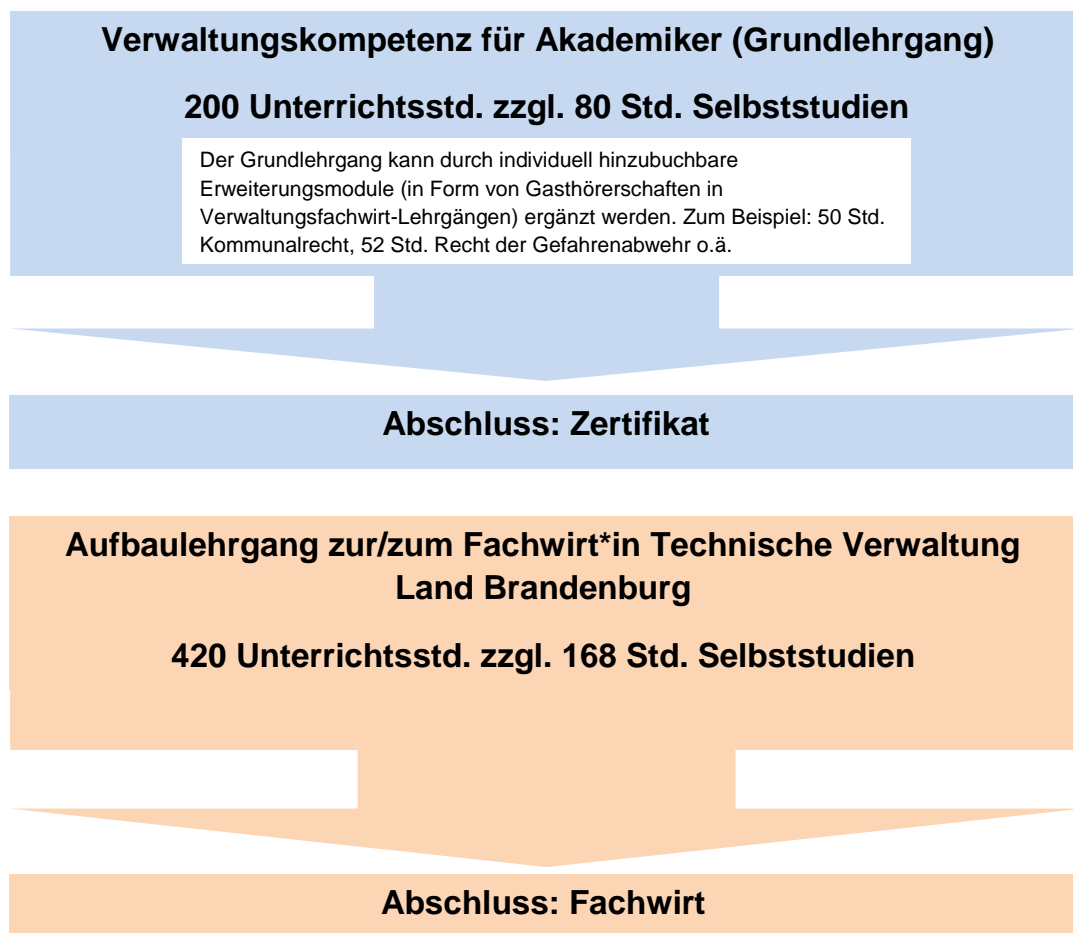 Verwaltungskompetenz für Akademiker (Grundlehrgang)
200 Unterrichtsstd. zzgl. 80 Std. Selbststudien
Der Grundlehrgang kann durch individuell hinzubuchbare
Erweiterungsmodule (in Form von Gasthörerschaften in
Verwaltungsfachwirt-Lehrgängen) ergänzt werden. Zum Beispiel: 50 Std.
Kommunalrecht, 52 Std. Recht der Gefahrenabwehr o.ä.
Abschluss: Zertifikat
Aufbaulehrgang zur/zum Fachwirt*in Technische Verwaltung
Land Brandenburg
420 Unterrichtsstd. zzgl. 168 Std. Selbststudien
Abschluss: Fachwirt